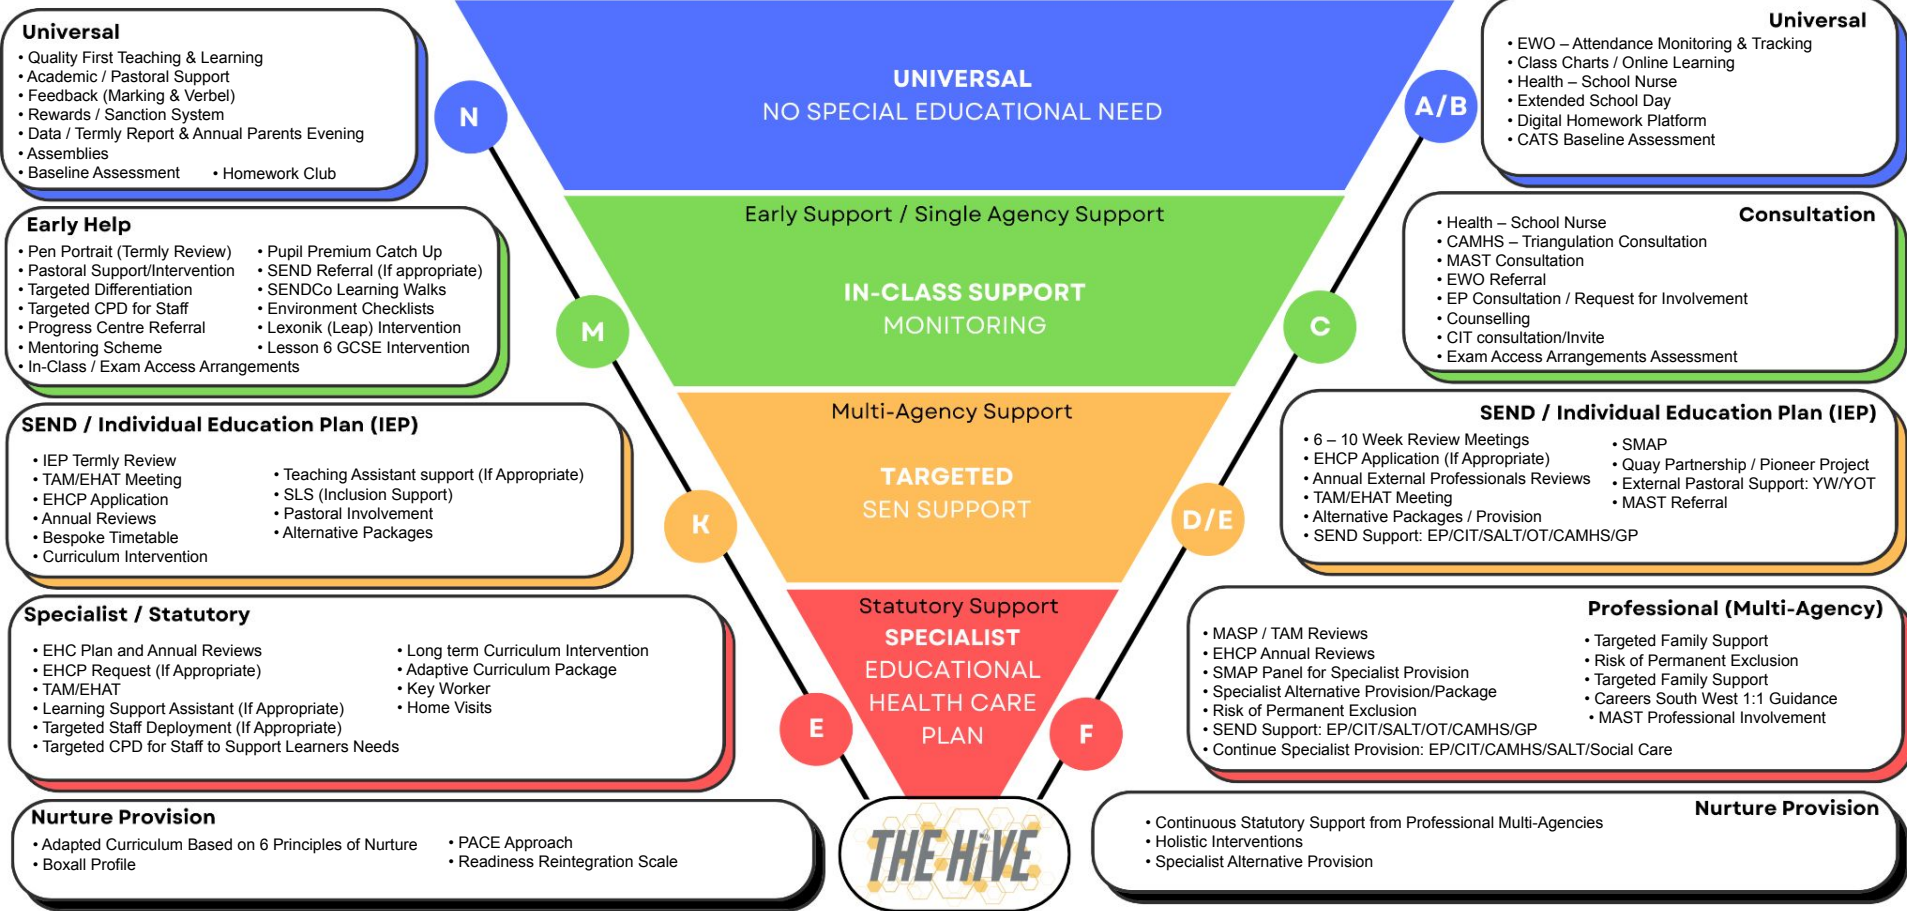 Universal
• Quality First Teaching & Learning
• Academic / Pastoral Support
• Feedback (Marking & Verbel)
• Rewards / Sanction System
• Data / Termly Report & Annual Parents Evening
• Assemblies
• Baseline Assessment • Homework Club
N
UNIVERSAL
NO SPECIAL EDUCATIONAL NEED
A/B
Universal
• EWO – Attendance Monitoring & Tracking
• Class Charts / Online Learning
• Health – School Nurse
• Extended School Day
• Digital Homework Platform
• CATS Baseline Assessment
Early Help
• Pen Portrait (Termly Review)
• Pastoral Support/Intervention
• Targeted Differentiation
• Targeted CPD for Staff
• Progress Centre Referral
• Mentoring Scheme
• In-Class / Exam Access Arrangements
• Pupil Premium Catch Up
• SEND Referral (If appropriate)
• SENDCo Learning Walks
• Environment Checklists
• Lexonik (Leap) Intervention
• Lesson 6 GCSE Intervention
M
Early Support / Single Agency Support
IN-CLASS SUPPORT
MONITORING
C
Consultation
• Health – School Nurse
• CAMHS – Triangulation Consultation
• MAST Consultation
• EWO Referral
• EP Consultation / Request for Involvement
• Counselling
• CIT consultation/Invite
• Exam Access Arrangements Assessment
SEND / Individual Education Plan (IEP)
• IEP Termly Review
• TAM/EHAT Meeting
• EHCP Application
• Annual Reviews
• Bespoke Timetable
• Curriculum Intervention
• Teaching Assistant support (If Appropriate)
• SLS (Inclusion Support)
• Pastoral Involvement
• Alternative Packages
K
Multi-Agency Support
TARGETED
SEN SUPPORT
D/E
SEND / Individual Education Plan (IEP)
• 6 – 10 Week Review Meetings
• EHCP Application (If Appropriate)
• Annual External Professionals Reviews
• TAM/EHAT Meeting
• Alternative Packages / Provision
• SEND Support: EP/CIT/SALT/OT/CAMHS/GP
• SMAP
• Quay Partnership / Pioneer Project
• External Pastoral Support: YW/YOT
• MAST Referral
Specialist / Statutory
• EHC Plan and Annual Reviews
• EHCP Request (If Appropriate)
• TAM/EHAT
• Learning Support Assistant (If Appropriate)
• Targeted Staff Deployment (If Appropriate)
• Targeted CPD for Staff to Support Learners Needs
• Long term Curriculum Intervention
• Adaptive Curriculum Package
• Key Worker
• Home Visits
E
Statutory Support
SPECIALIST
EDUCATIONAL
HEALTH CARE
PLAN
F
Professional (Multi-Agency)
• MASP / TAM Reviews
• EHCP Annual Reviews
• SMAP Panel for Specialist Provision
• Specialist Alternative Provision/Package
• Risk of Permanent Exclusion
• SEND Support: EP/CIT/SALT/OT/CAMHS/GP
• Continue Specialist Provision: EP/CIT/CAMHS/SALT/Social Care
• Targeted Family Support
• Risk of Permanent Exclusion
• Targeted Family Support
• Careers South West 1:1 Guidance
• MAST Professional Involvement
Nurture Provision
• Adapted Curriculum Based on 6 Principles of Nurture
• Boxall Profile
• PACE Approach
• Readiness Reintegration Scale
THE HiVE
Nurture Provision
• Continuous Statutory Support from Professional Multi-Agencies
• Holistic Interventions
• Specialist Alternative Provision